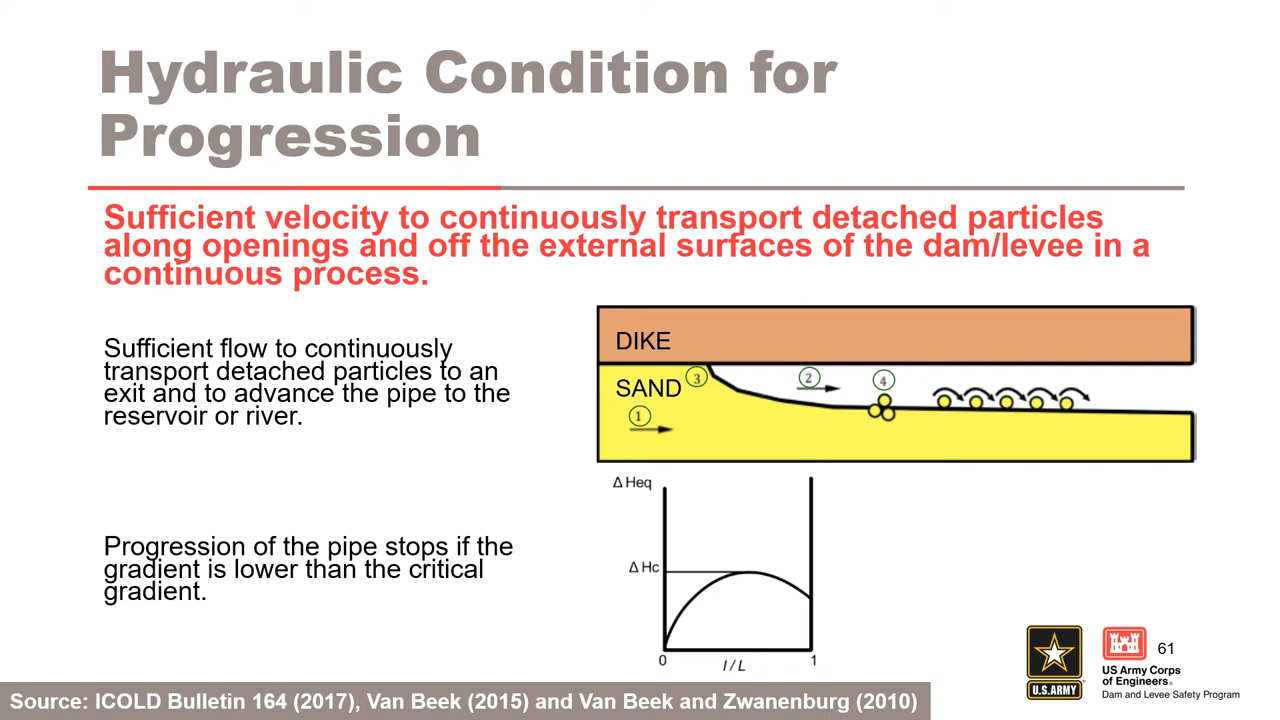 Hydraulic Condition for
Progression
Sufficient velocity to continuously transport detached particles
along openings and off the external surfaces of the dam/levee in a
continuous process.
Sufficient flow to continuously
transport detached particles to an
exit and to advance the pipe to the
reservoir or river.
DIKE
SAND
3
2
4
1
Δ Heq
Progression of the pipe stops if the
gradient is lower than the critical
gradient.
Δ Hc
0
l / L
1
U.S.ARMY
US Army Corps
of Engineers®
Dam and Levee Safety Program
61
Source: ICOLD Bulletin 164 (2017), Van Beek (2015) and Van Beek and Zwanenburg (2010)